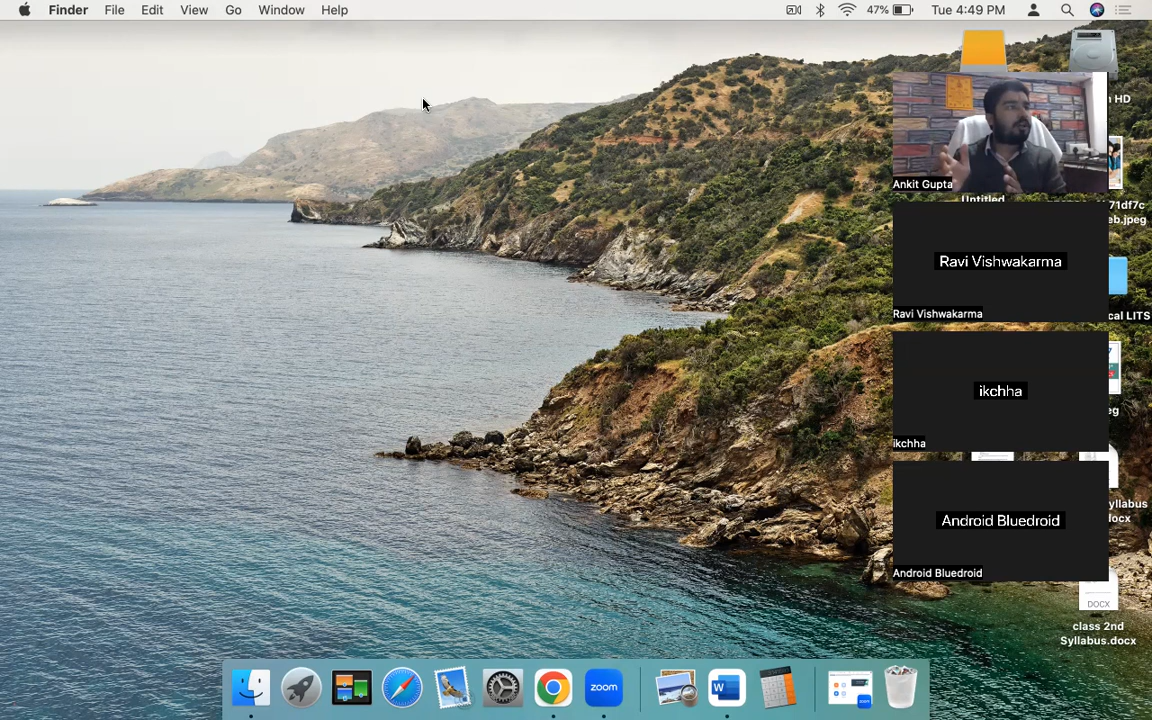 Finder File Edit View Go Window Help 47% Tue 4:49 PM
HD
Ankit Gupta
Untitled
71df7c
eb.jpeg
Ravi Vishwakarma
Ravi Vishwakarma
cal LITS
ikchha
eg
ikchha
yllabus
locx
Android Bluedroid
Android Bluedroid
DOCX
class 2nd
Syllabus.docx
zoom
W
zoom